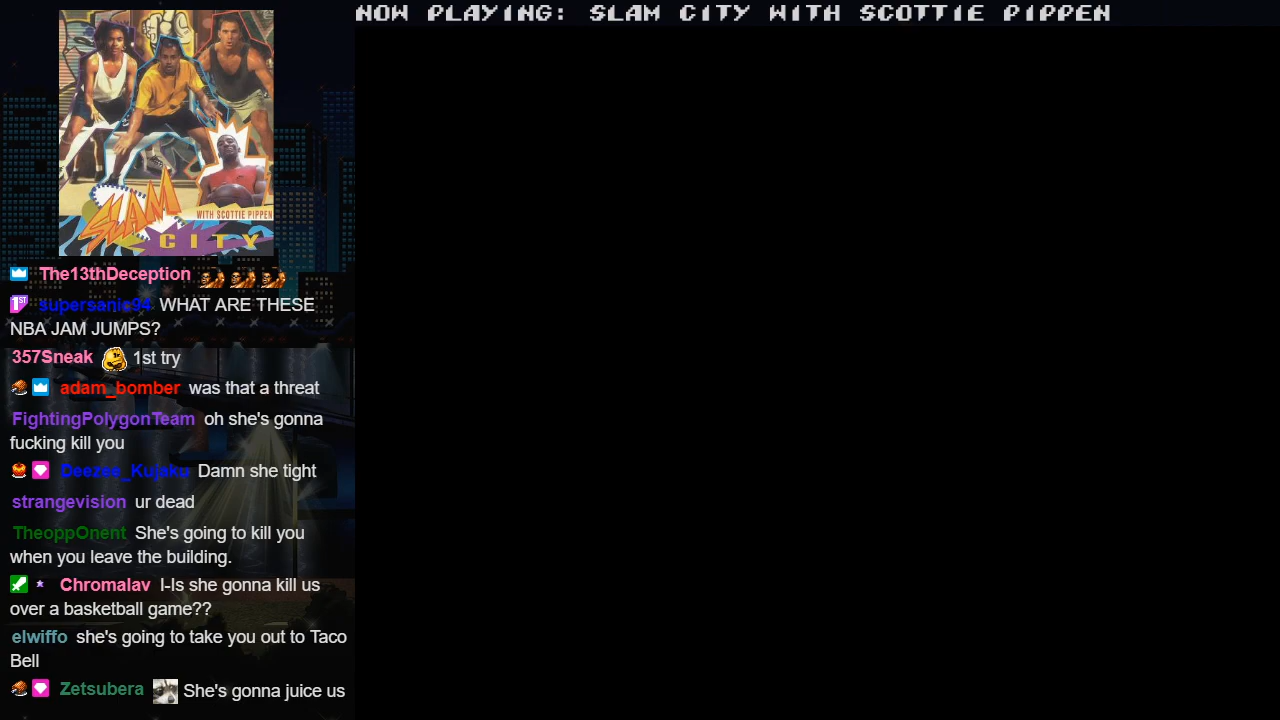 NOW PLAYING: SLAM CITY WITH SCOTTIE PIPPEN
SLAM
WITH SCOTTIE PIPPEN
CITY
The13thDeception
1ST supersanic94 WHAT ARE THESE
NBA JAM JUMPS?
357Sneak 1st try
adam_bomber was that a threat
FightingPolygonTeam oh she's gonna
fucking kill you
Deezee_Kujaku Damn she tight
strangevision ur dead
TheoppOnent She's going to kill you
when you leave the building.
Chromalav I-Is she gonna kill us
over a basketball game??
elwiffo she's going to take you out to Taco
Bell
Zetsubera She's gonna juice us